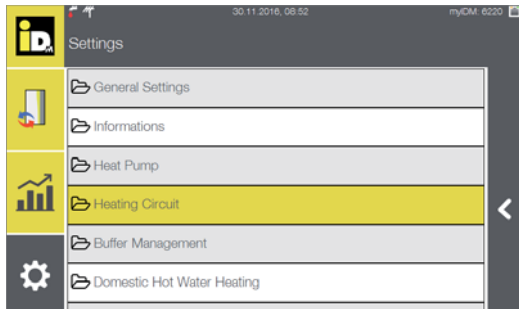 30.11.2016, 08:52
myIDM: 6220
iDM
Settings
General Settings
Informations
Heat Pump
Heating Circuit
Buffer Management
Domestic Hot Water Heating